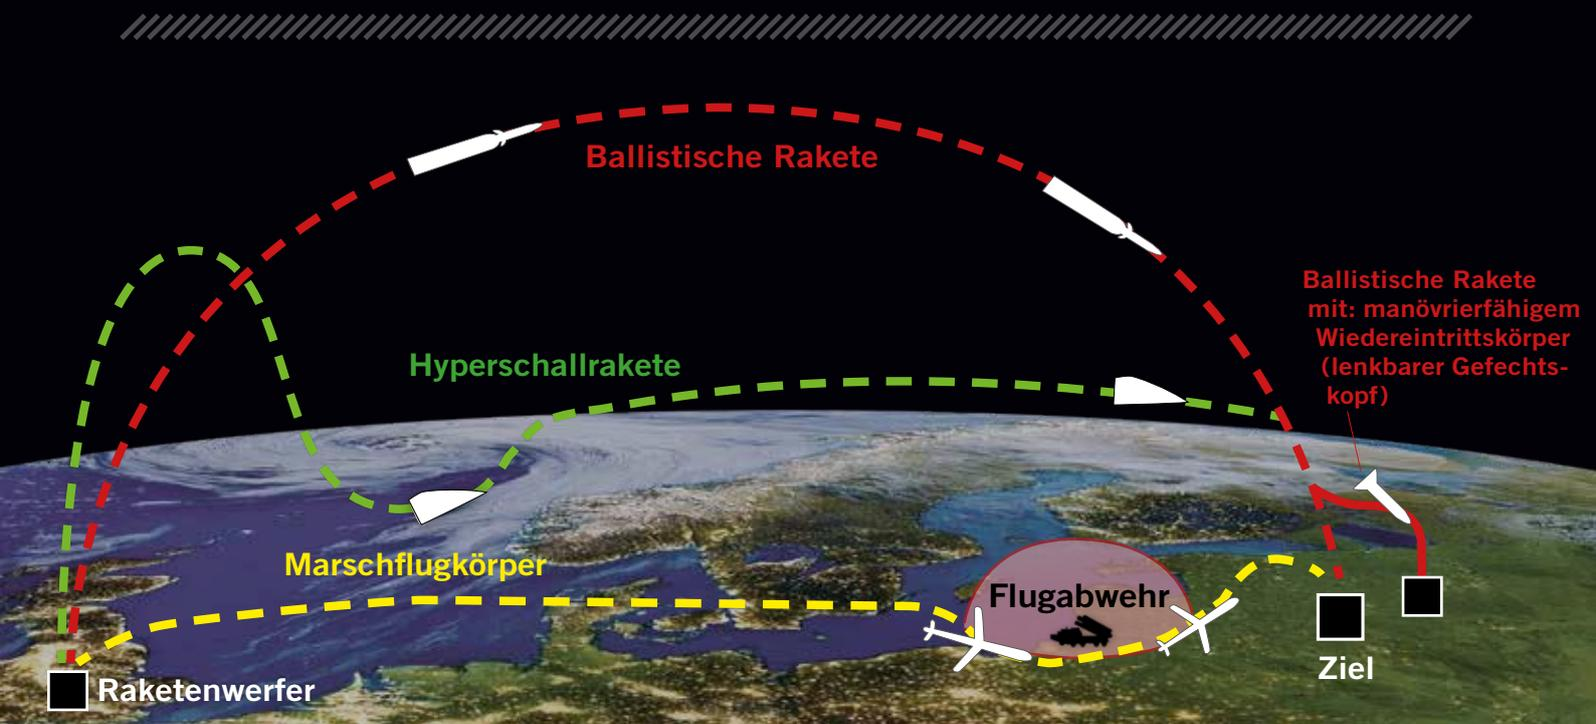 Ballistische Rakete
Ballistische Rakete
mit: manövrierfähigem
Wiedereintrittskörper
(lenkbarer Gefechts-
kopf)
Hyperschallrakete
Marschflugkörper
Flugabwehr
Ziel
Raketenwerfer